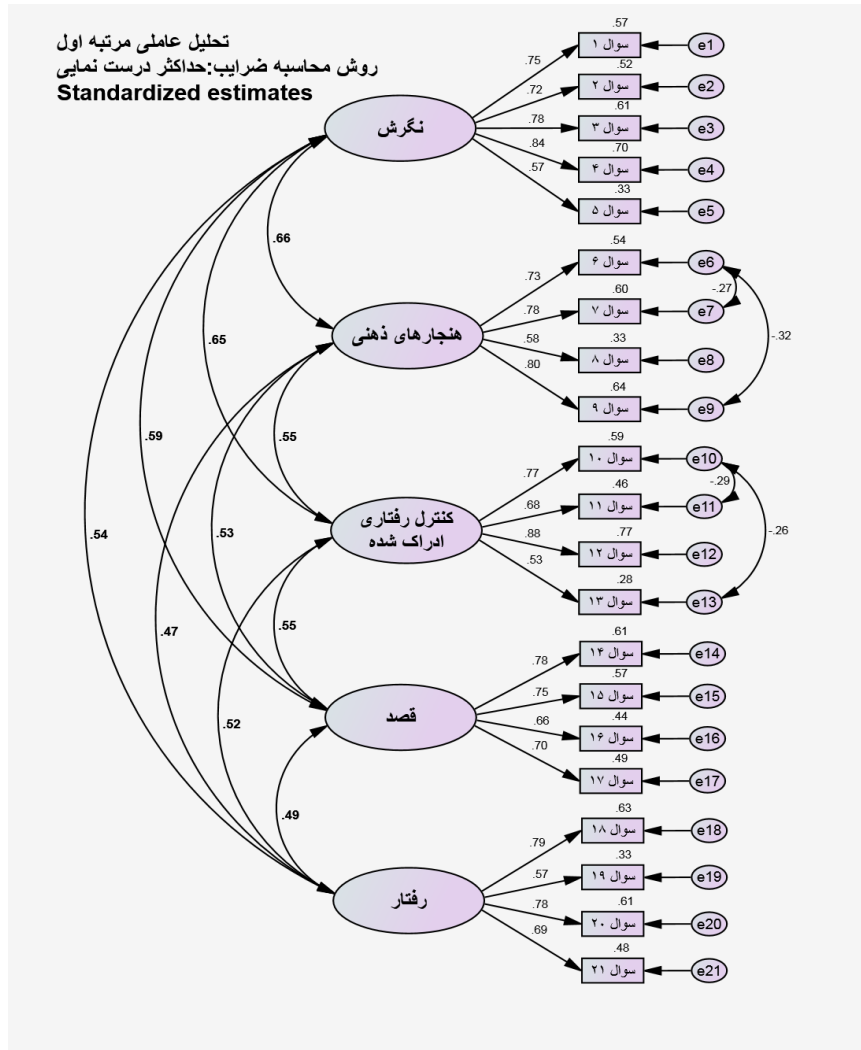 تحلیل عاملی مرتبه اول
روش محاسبه ضرایب:حداکثر درست نمایی
Standardized estimates
نگرش
.75
.72
.78
.84
.57
.57
سوال ۱
e1
.52
سوال ۲
e2
.61
سوال ۳
e3
.70
سوال ۴
e4
.33
سوال ۵
e5
هنجارهای ذهنی
.73
.78
.58
.80
.54
سوال ۶
e6
.60
سوال ۷
e7
.33
سوال ۸
e8
.64
سوال ۹
e9
-.27
-.32
کنترل رفتاری
ادراک شده
.77
.68
.88
.53
.59
سوال ۱۰
e10
.46
سوال ۱۱
e11
.77
سوال ۱۲
e12
.28
سوال ۱۳
e13
-.29
-.26
قصد
.78
.75
.66
.70
.61
سوال ۱۴
e14
.57
سوال ۱۵
e15
.44
سوال ۱۶
e16
.49
سوال ۱۷
e17
رفتار
.79
.57
.78
.69
.63
سوال ۱۸
e18
.33
سوال ۱۹
e19
.61
سوال ۲۰
e20
.48
سوال ۲۱
e21
.66
.65
.59
.54
.55
.53
.47
.55
.52
.49